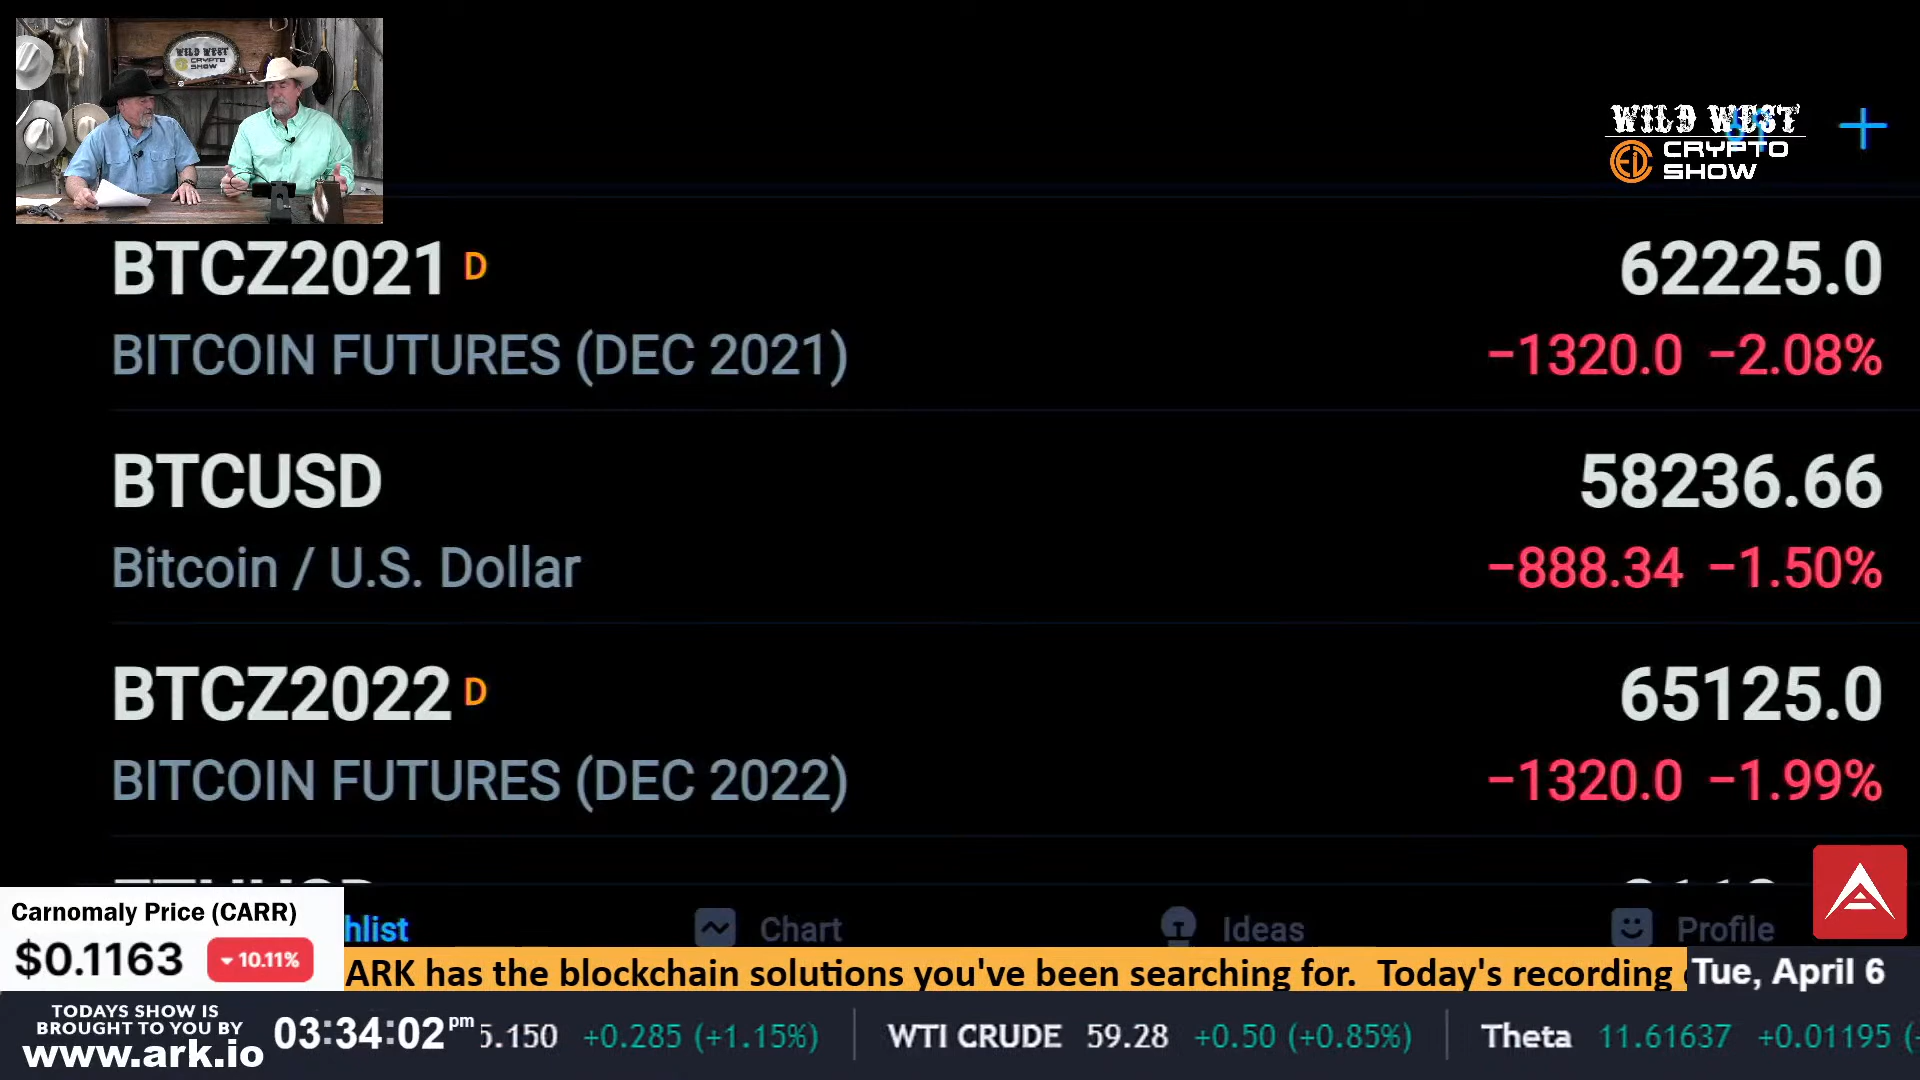 WILD WEST
CRYPTO
SHOW
WILD WEST
CRYPTO
SHOW
BTCZ2021 D
62225.0
BITCOIN FUTURES (DEC 2021)
−1320.0 −2.08%
BTCUSD
58236.66
Bitcoin / U.S. Dollar
−888.34 −1.50%
BTCZ2022 D
65125.0
BITCOIN FUTURES (DEC 2022)
−1320.0 −1.99%
Carnomaly Price (CARR)
$0.1163 10.11%
hlist
Chart
Ideas
Profile
ARK has the blockchain solutions you've been searching for. Today's recording
Tue, April 6
TODAYS SHOW IS
BROUGHT TO YOU BY
www.ark.io
03:34:02 pm
5.150 +0.285 (+1.15%)
WTI CRUDE 59.28 +0.50 (+0.85%)
Theta 11.61637 +0.01195 (